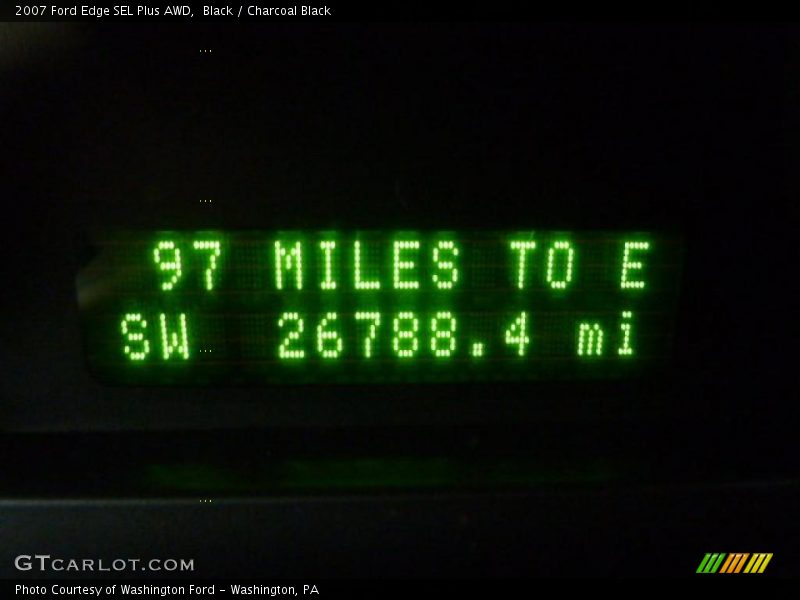 2007 Ford Edge SEL Plus AWD,  Black / Charcoal Black
97 MILES TO E
SW 26788.4 mi
GTCARLOT.COM
Photo Courtesy of Washington Ford - Washington, PA